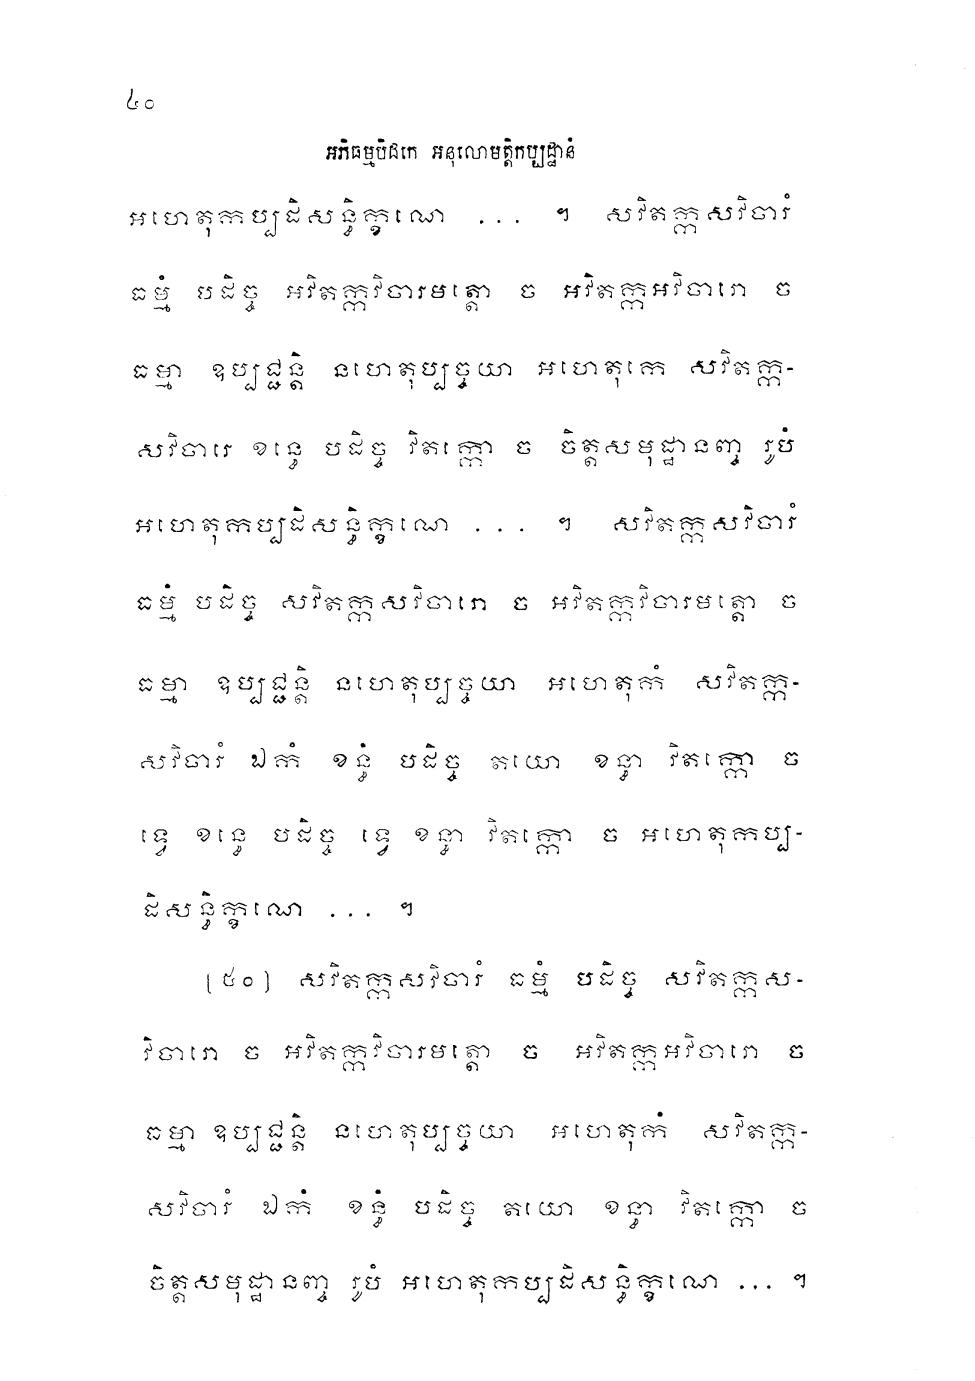 ៤០
អភិធម្មបិដកេ អនុលោមត្តិកប្បដ្ឋានំ
អហេតុកប្បដិសន្ធិក្ខណេ ... ។ សវិតក្កសវិចារំ
ធម្មំ បដិច្ច អវិតក្កវិចារមត្តោ ច អវិតក្កអវិចារោ ច
ធម្មា ឧប្បជ្ជន្តិ នហេតុប្បច្ចយា អហេតុកេ សវិតក្ក-
សវិចារេ ខន្ធេ បដិច្ច វិតក្កោ ច ចិត្តសមុដ្ឋានញ្ច រូបំ
អហេតុកប្បដិសន្ធិក្ខណេ ... ។ សវិតក្កសវិចារំ
ធម្មំ បដិច្ច សវិតក្កសវិចារោ ច អវិតក្កវិចារមត្តោ ច
ធម្មា ឧប្បជ្ជន្តិ នហេតុប្បច្ចយា អហេតុកំ សវិតក្ក-
សវិចារំ ឯកំ ខន្ធំ បដិច្ច តយោ ខន្ធា វិតក្កោ ច
ទ្វេ ខន្ធេ បដិច្ច ទ្វេ ខន្ធា វិតក្កោ ច អហេតុកប្ប-
ដិសន្ធិក្ខណេ ... ។
[៥០] សវិតក្កសវិចារំ ធម្មំ បដិច្ច សវិតក្កស-
វិចារោ ច អវិតក្កវិចារមត្តោ ច អវិតក្កអវិចារោ ច
ធម្មា ឧប្បជ្ជន្តិ នហេតុប្បច្ចយា អហេតុកំ សវិតក្ក-
សវិចារំ ឯកំ ខន្ធំ បដិច្ច តយោ ខន្ធា វិតក្កោ ច
ចិត្តសមុដ្ឋានញ្ច រូបំ អហេតុកប្បដិសន្ធិក្ខណេ ... ។